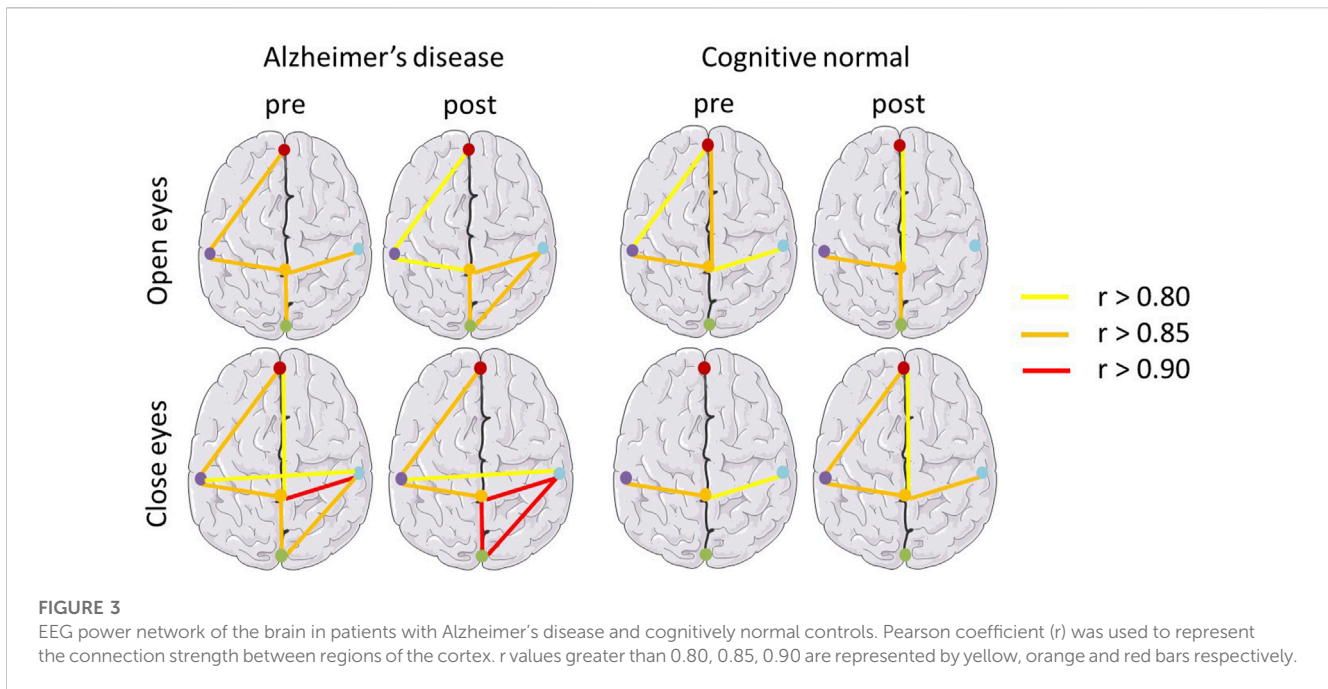 Alzheimer's disease
Cognitive normal
pre
post
pre
post
Open eyes
Close eyes
r > 0.80
r > 0.85
r > 0.90
FIGURE 3
EEG power network of the brain in patients with Alzheimer's disease and cognitively normal controls. Pearson coefficient (r) was used to represent
the connection strength between regions of the cortex. r values greater than 0.80, 0.85, 0.90 are represented by yellow, orange and red bars respectively.